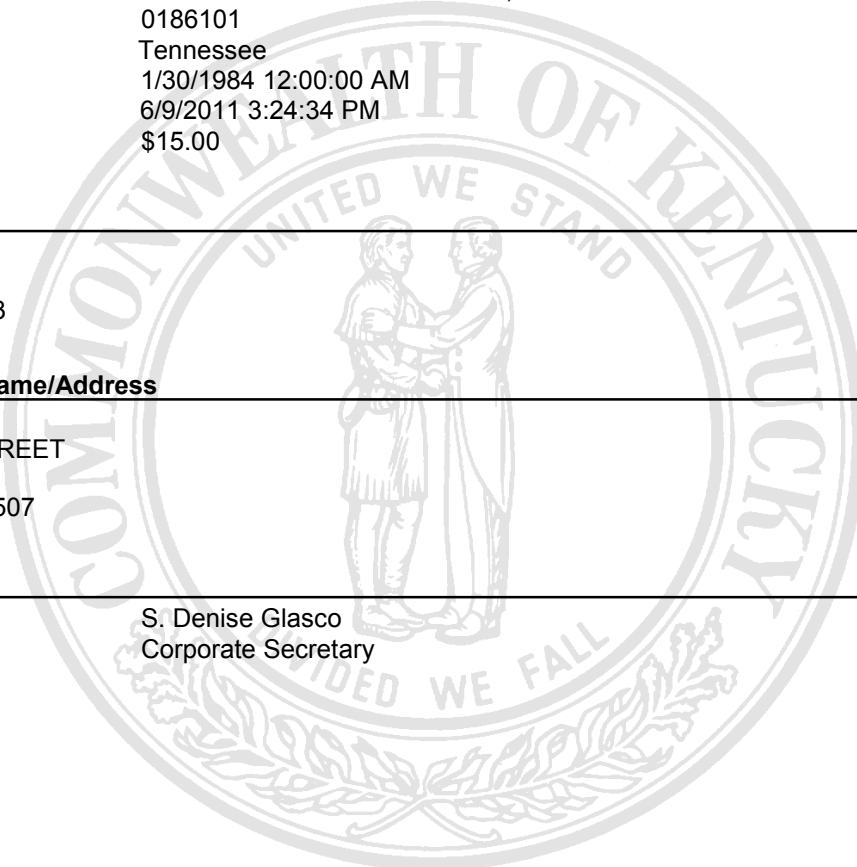 0186101
Tennessee
1/30/1984 12:00:00 AM
6/9/2011 3:24:34 PM
$15.00
COMMONWEALTH OF KENTUCKY
UNITED WE STAND
3
ame/Address
REET
507
S. Denise Glasco
Corporate Secretary
DIVIDED WE FALL